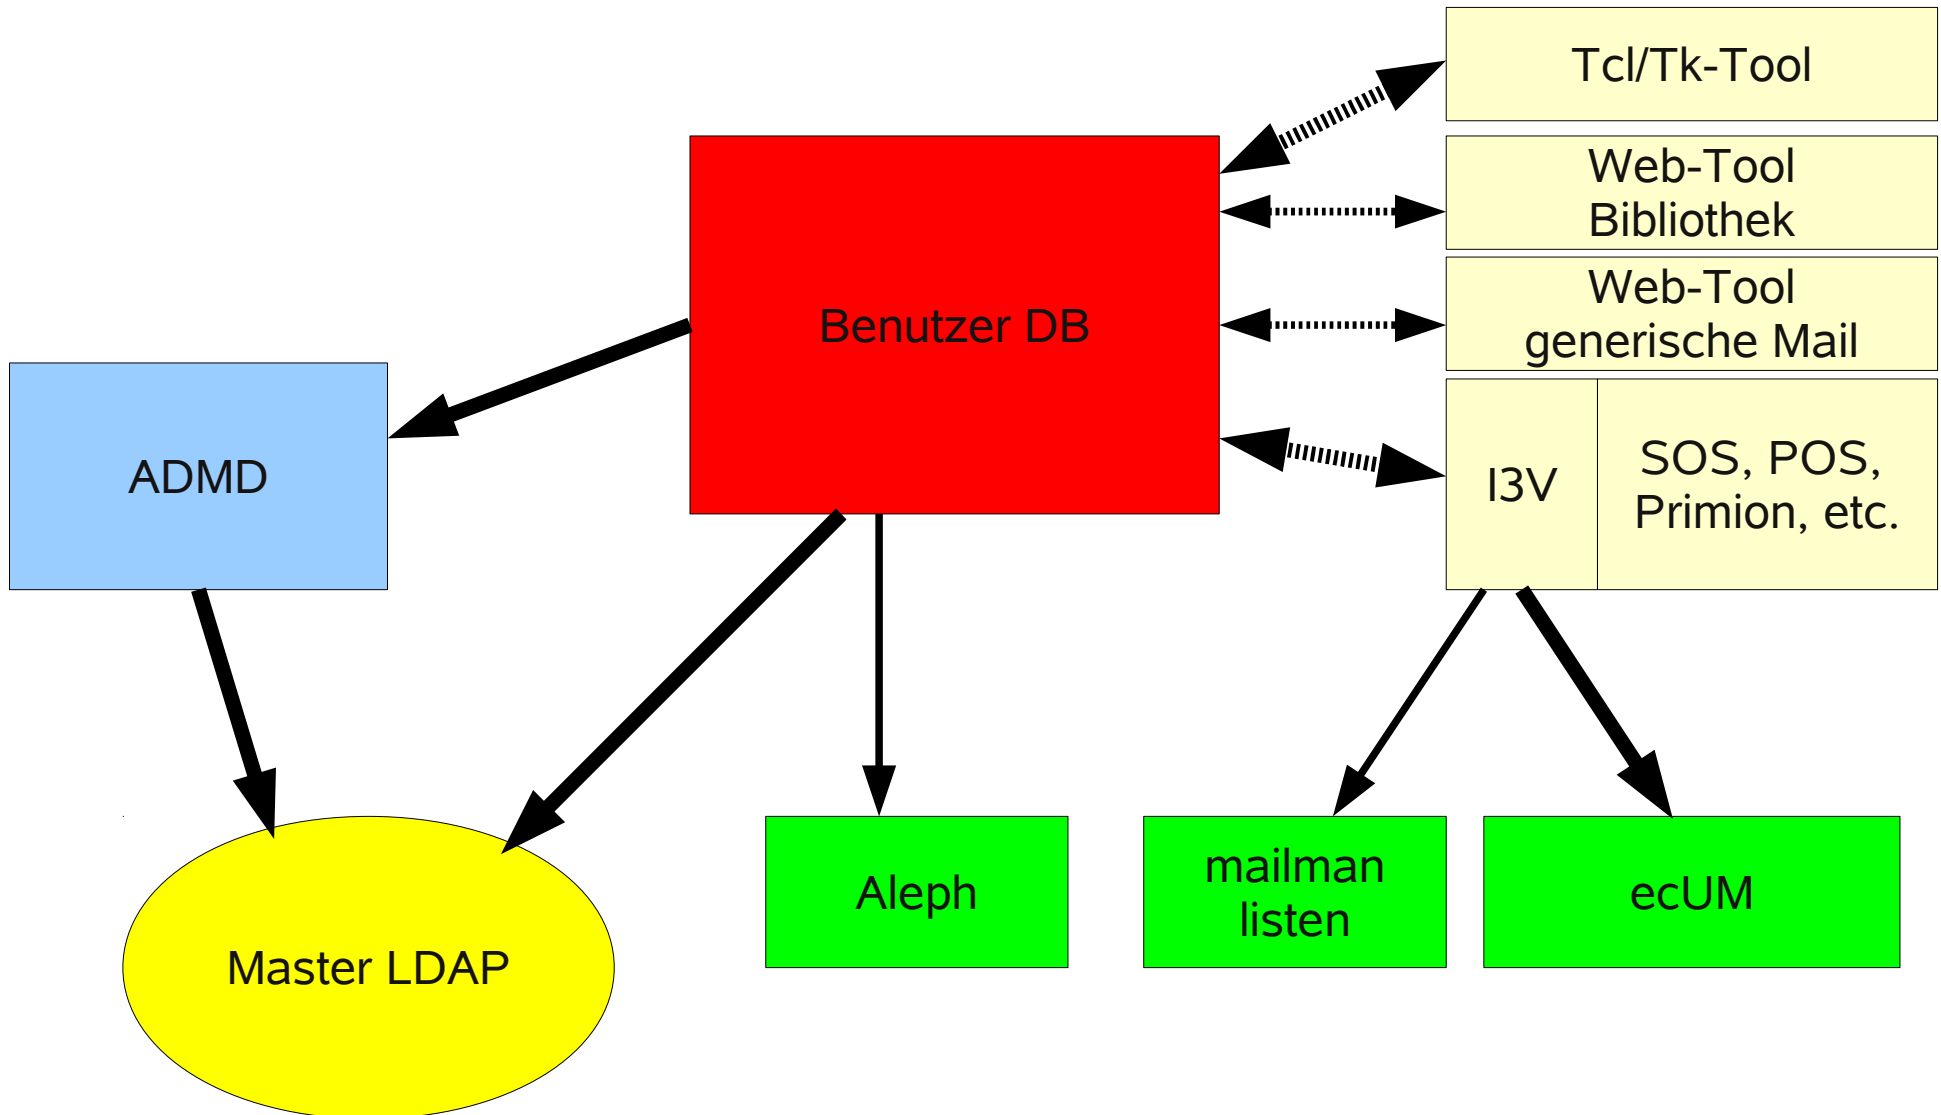 Tcl/Tk-Tool
Web-Tool
Bibliothek
Web-Tool
generische Mail
Benutzer DB
ADMD
I3V
SOS, POS,
Primion, etc.
Aleph
mailman
listen
ecUM
Master LDAP